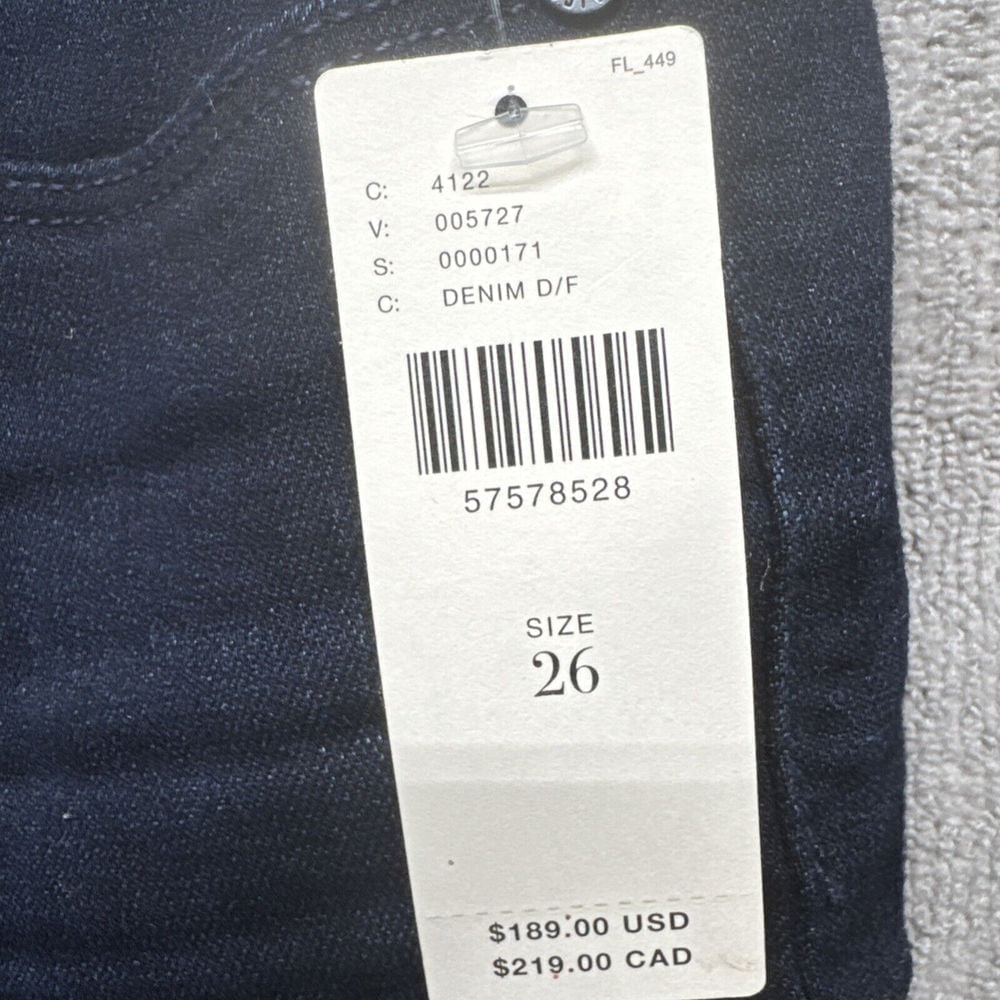 FL_449
C: 4122
V: 005727
S: 0000171
C: DENIM D/F
57578528
SIZE
26
$189.00 USD
$219.00 CAD